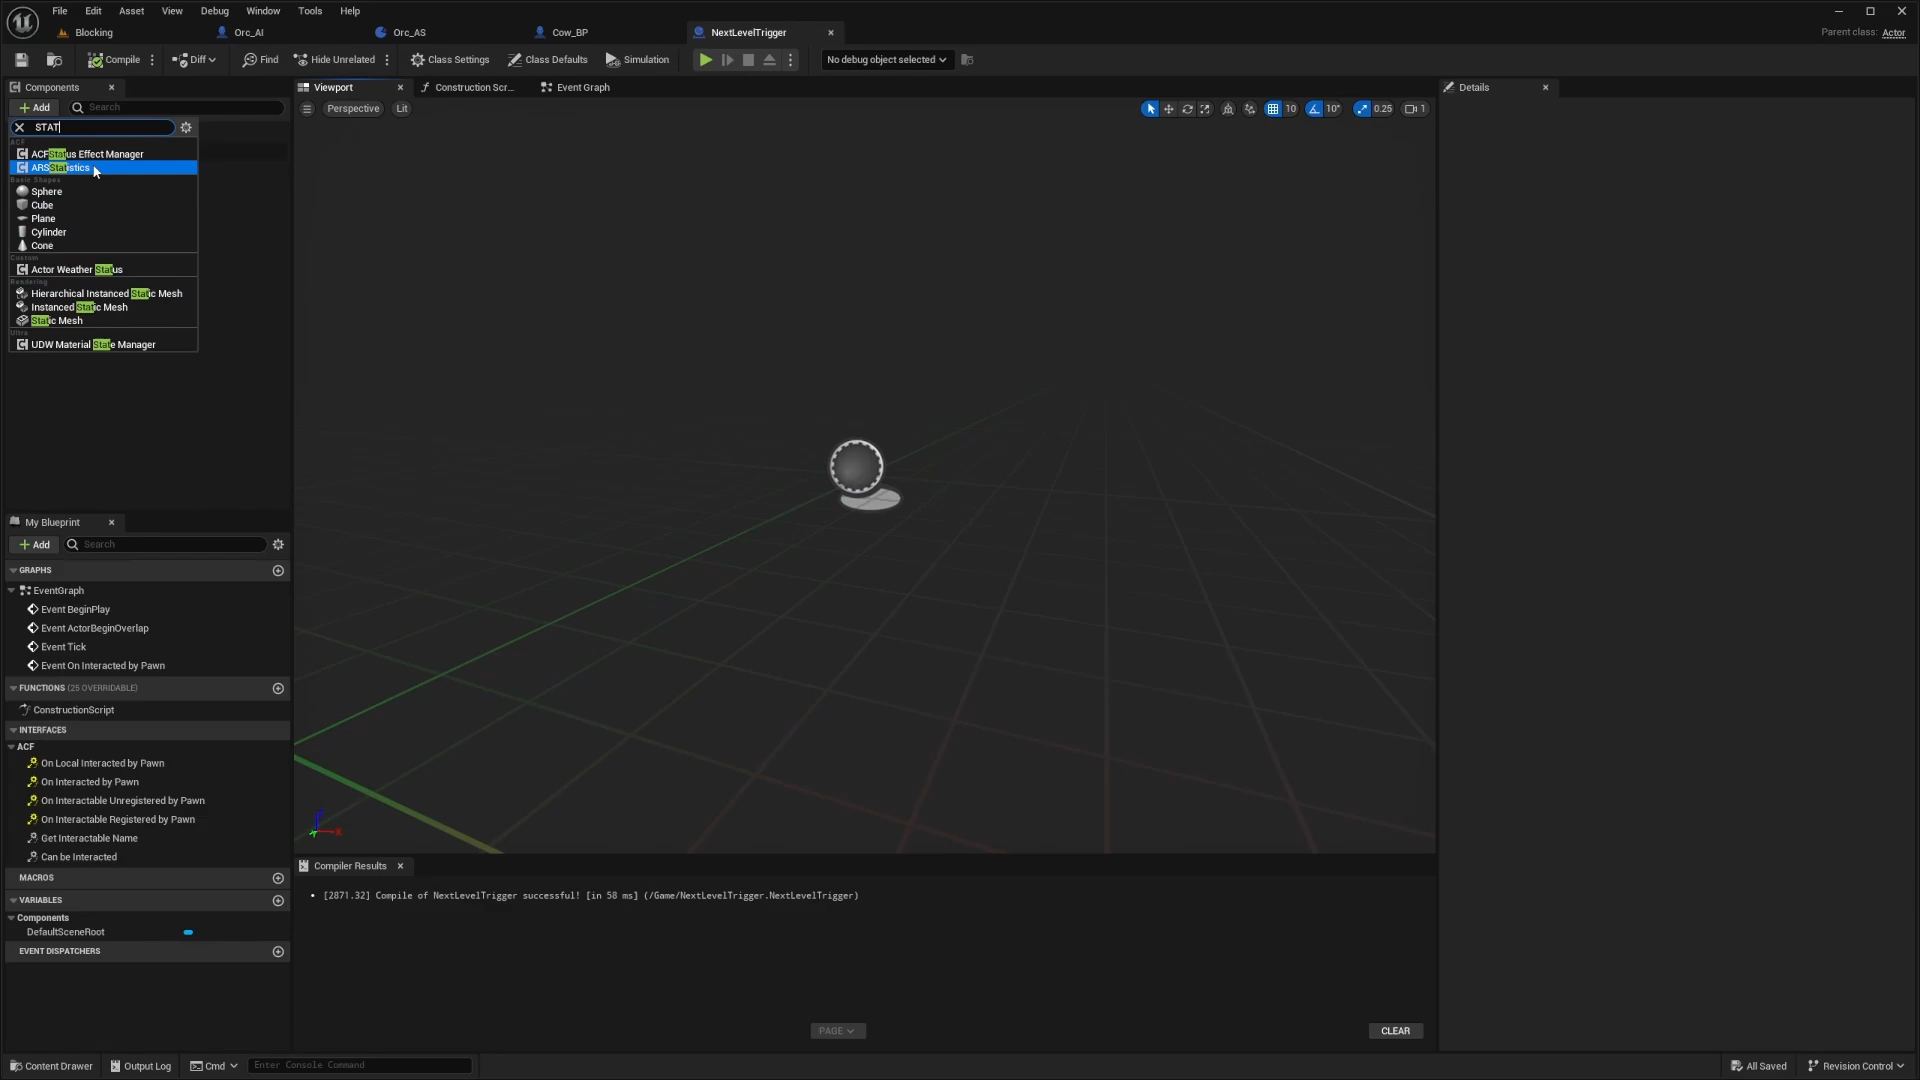 File Edit Asset View Debug Window Tools Help
Blocking Orc_AI Orc_AS Cow_BP NextLevelTrigger
Parent class: Actor
Compile Diff Find Hide Unrelated Class Settings Class Defaults Simulation No debug object selected
Components Viewport Construction Scr... Event Graph Details
Add Search Perspective Lit 10 10° 0.25 1
STAT
ACF
ACFStatus Effect Manager
ARSStatistics
Basic Shapes
Sphere
Cube
Plane
Cylinder
Cone
Custom
Actor Weather Status
Rendering
Hierarchical Instanced Static Mesh
Instanced Static Mesh
Static Mesh
Ultra
UDW Material State Manager
My Blueprint
Add Search
GRAPHS
EventGraph
Event BeginPlay
Event ActorBeginOverlap
Event Tick
Event On Interacted by Pawn
FUNCTIONS (25 OVERRIDABLE)
ConstructionScript
INTERFACES
ACF
On Local Interacted by Pawn
On Interacted by Pawn
On Interactable Unregistered by Pawn
On Interactable Registered by Pawn
Get Interactable Name
Can be Interacted
MACROS
VARIABLES
Components
DefaultSceneRoot
EVENT DISPATCHERS
X
Compiler Results
[2871.32] Compile of NextLevelTrigger successful! [in 58 ms] (/Game/NextLevelTrigger.NextLevelTrigger)
PAGE CLEAR
Content Drawer Output Log Cmd Enter Console Command All Saved Revision Control